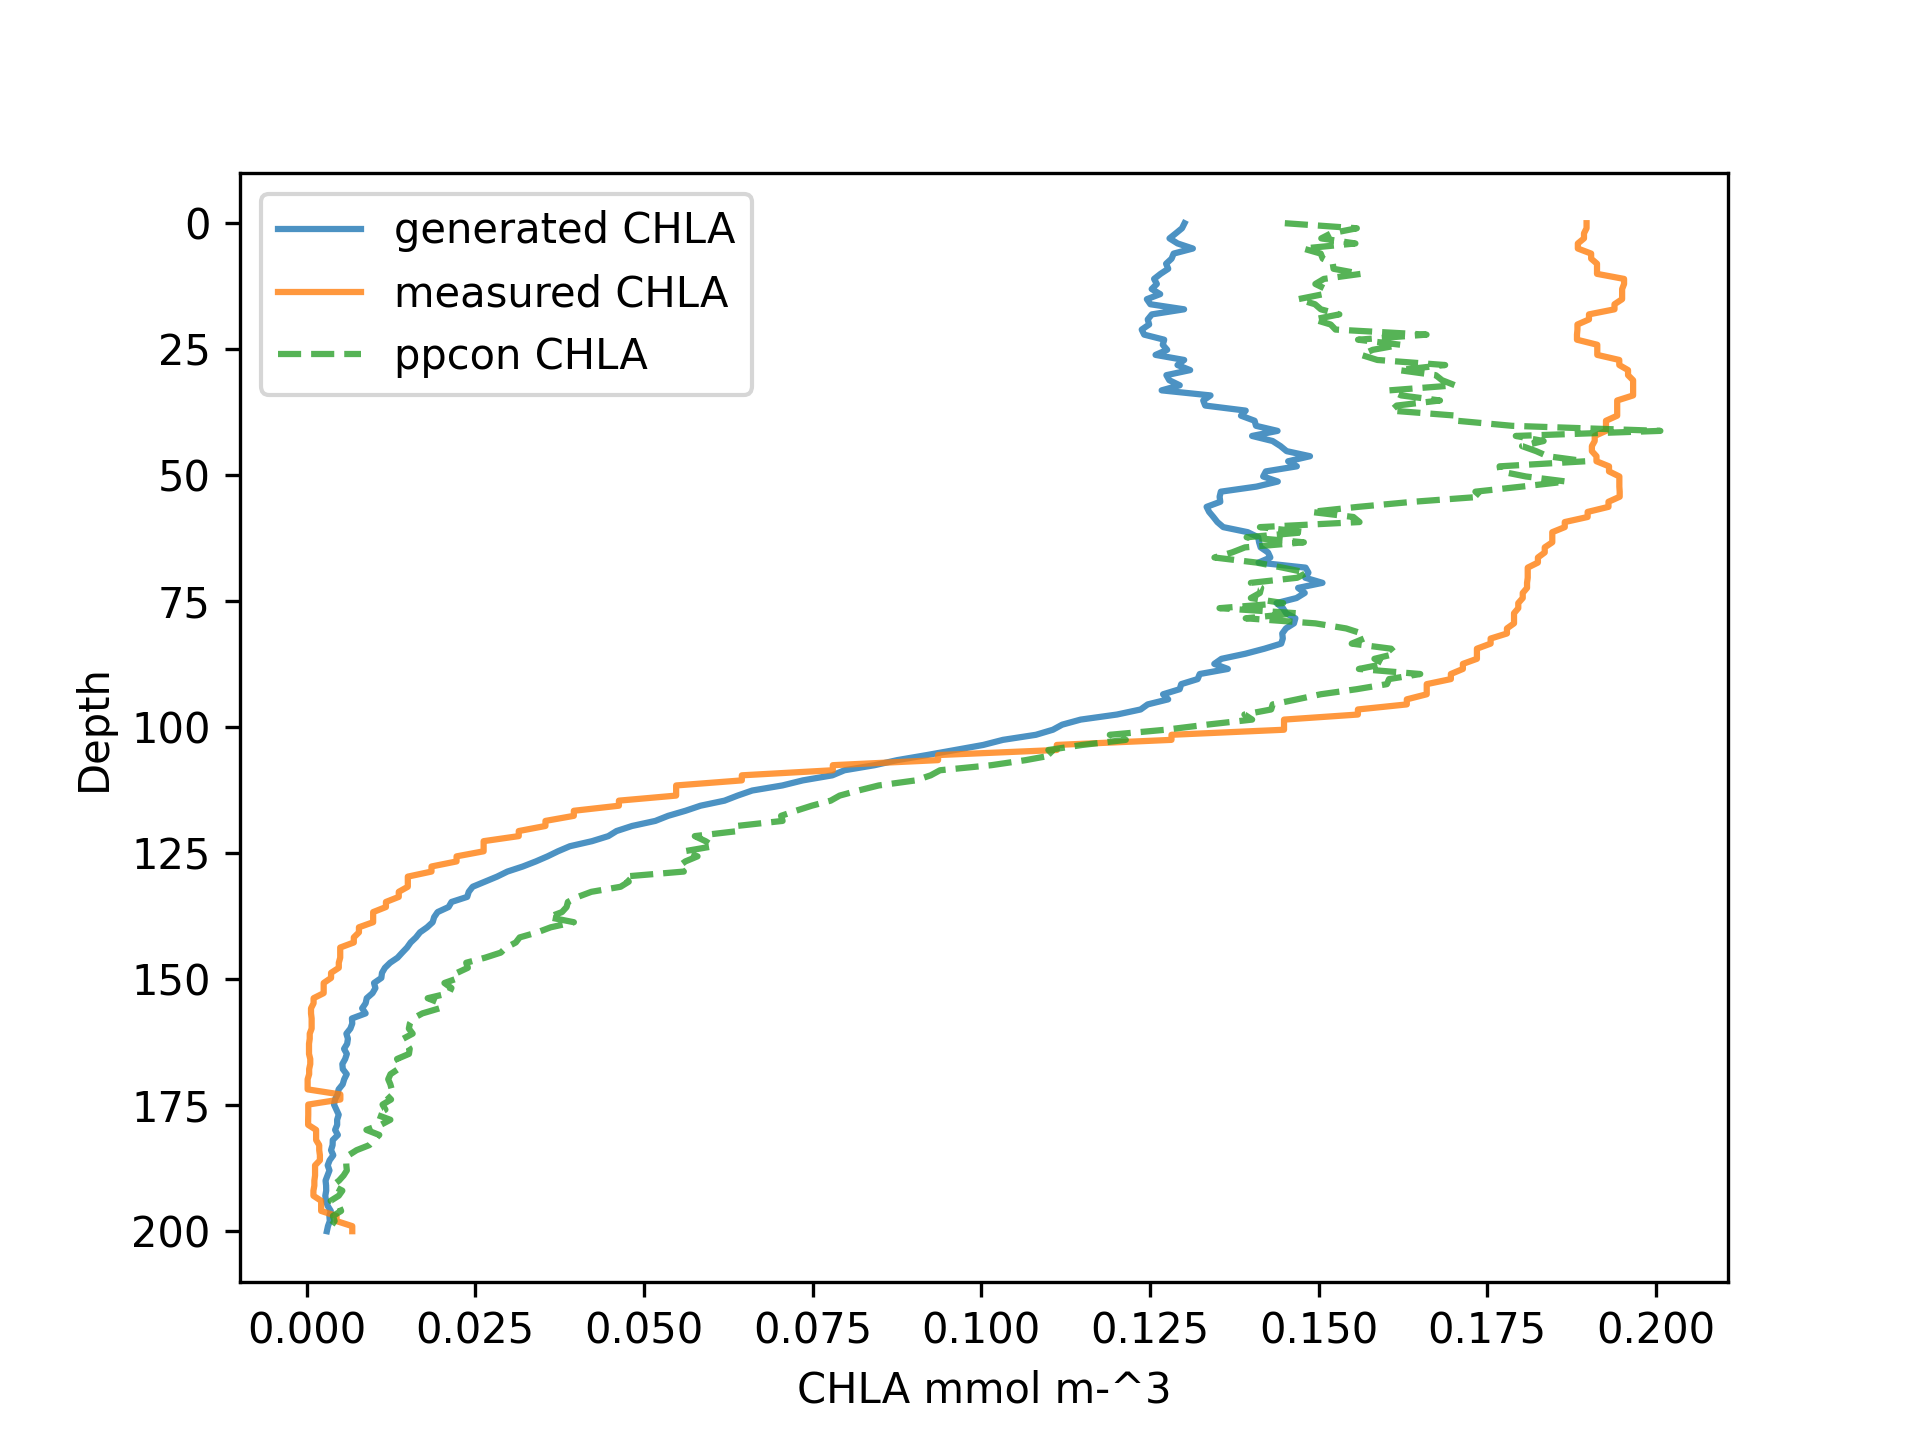 generated CHLA
measured CHLA
ppcon CHLA
0
25
50
75
100
125
150
175
200
Depth
0.000 0.025 0.050 0.075 0.100 0.125 0.150 0.175 0.200
CHLA mmol m-^3